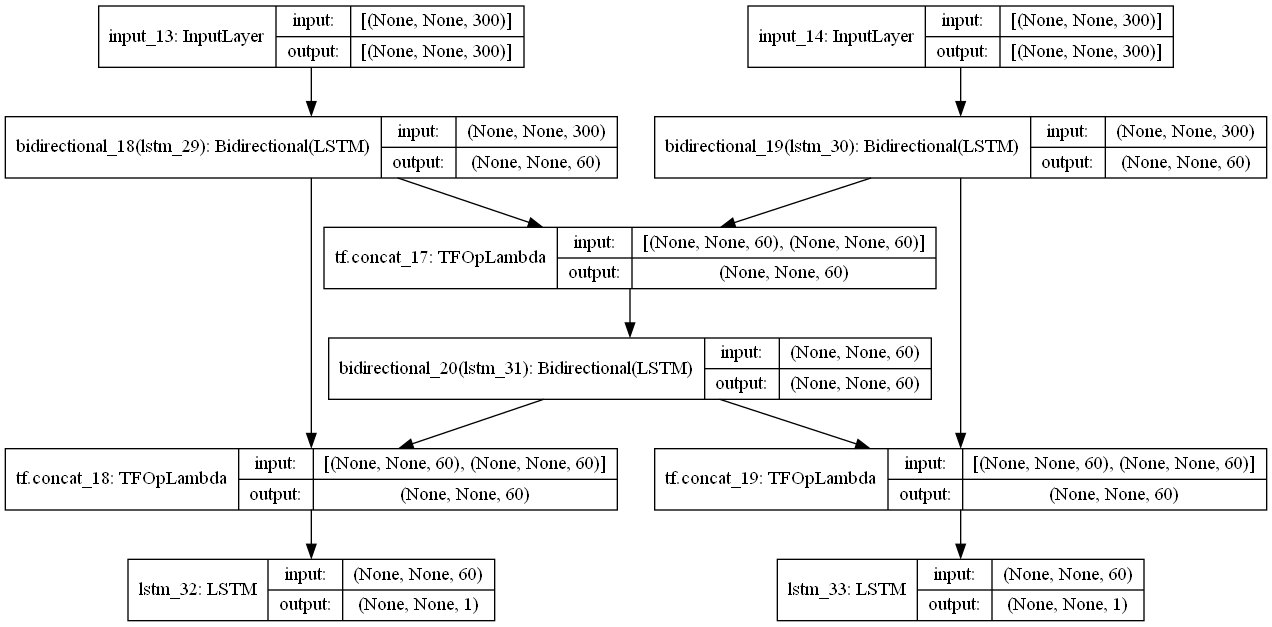 input_13: InputLayer
input:
[(None, None, 300)]
output:
[(None, None, 300)]
input_14: InputLayer
input:
[(None, None, 300)]
output:
[(None, None, 300)]
bidirectional_18(lstm_29): Bidirectional(LSTM)
input:
(None, None, 300)
output:
(None, None, 60)
bidirectional_19(lstm_30): Bidirectional(LSTM)
input:
(None, None, 300)
output:
(None, None, 60)
tf.concat_17: TFOpLambda
input:
[(None, None, 60), (None, None, 60)]
output:
(None, None, 60)
bidirectional_20(lstm_31): Bidirectional(LSTM)
input:
(None, None, 60)
output:
(None, None, 60)
tf.concat_18: TFOpLambda
input:
[(None, None, 60), (None, None, 60)]
output:
(None, None, 60)
tf.concat_19: TFOpLambda
input:
[(None, None, 60), (None, None, 60)]
output:
(None, None, 60)
lstm_32: LSTM
input:
(None, None, 60)
output:
(None, None, 1)
lstm_33: LSTM
input:
(None, None, 60)
output:
(None, None, 1)